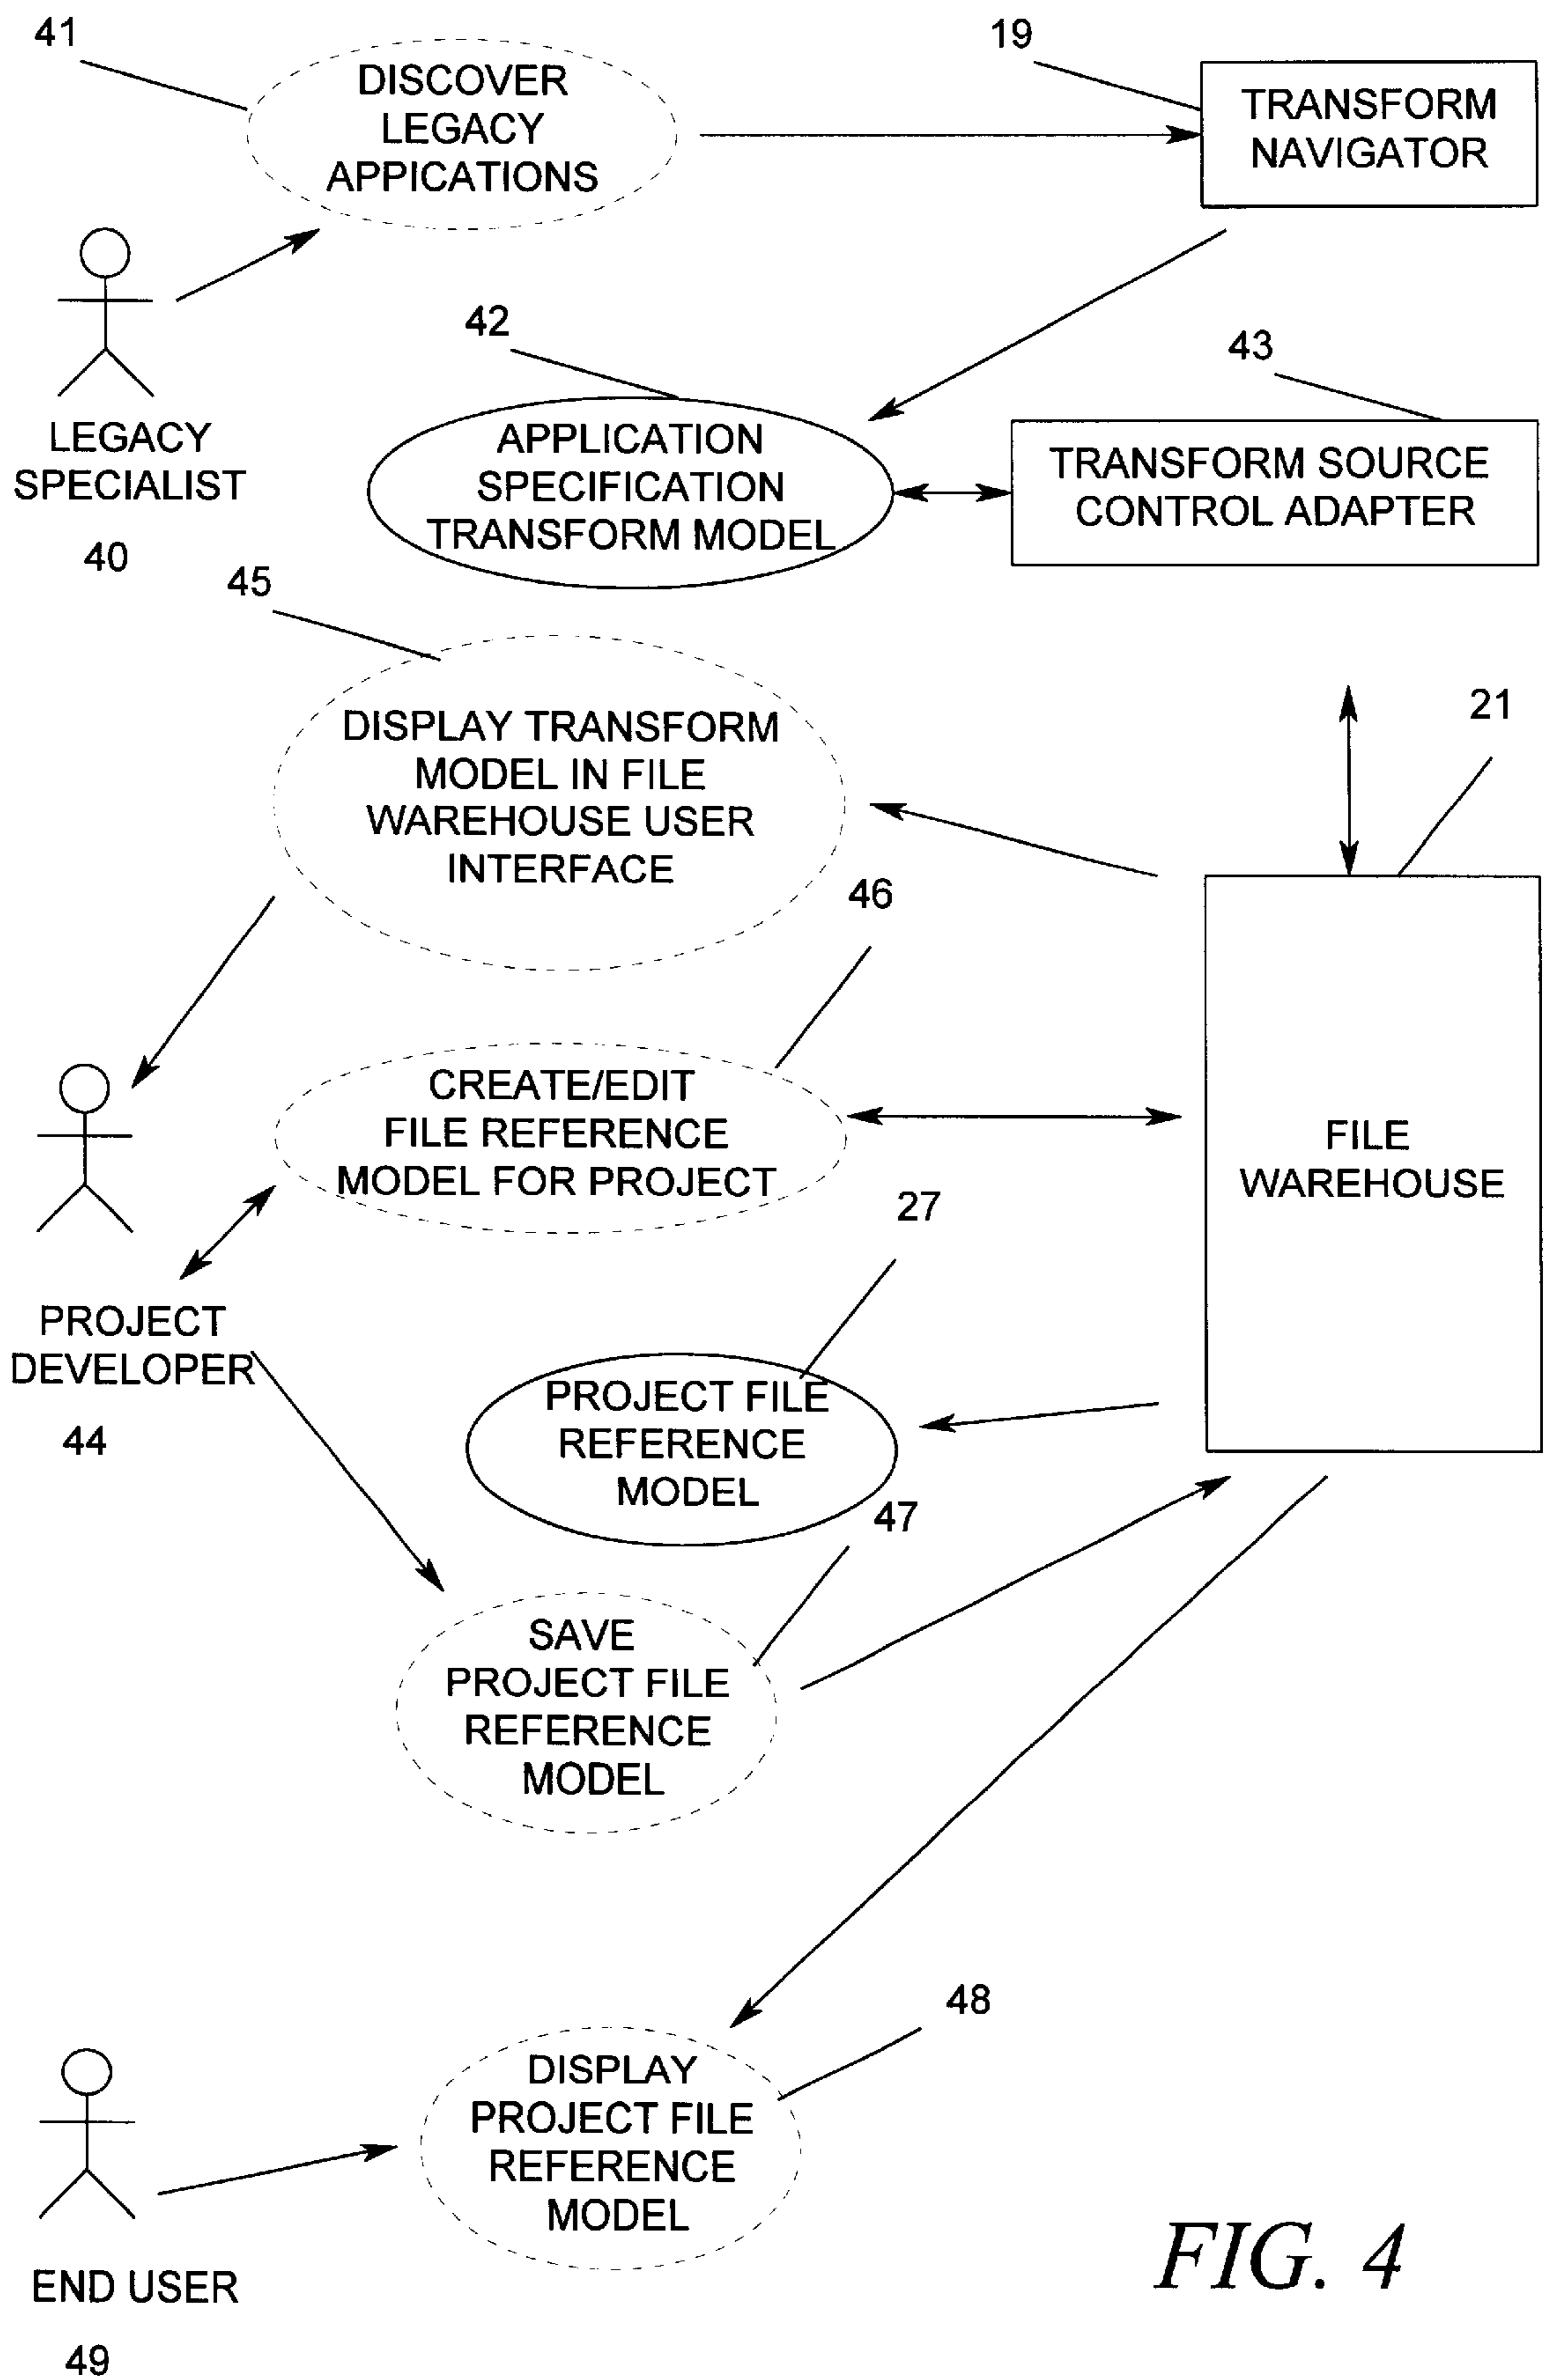 41
19
DISCOVER
LEGACY
APPICATIONS
TRANSFORM
NAVIGATOR
LEGACY
SPECIALIST
40
42
43
APPLICATION
SPECIFICATION
TRANSFORM MODEL
TRANSFORM SOURCE
CONTROL ADAPTER
45
DISPLAY TRANSFORM
MODEL IN FILE
WAREHOUSE USER
INTERFACE
21
46
CREATE/EDIT
FILE REFERENCE
MODEL FOR PROJECT
FILE
WAREHOUSE
27
PROJECT
DEVELOPER
44
PROJECT FILE
REFERENCE
MODEL
47
SAVE
PROJECT FILE
REFERENCE
MODEL
48
DISPLAY
PROJECT FILE
REFERENCE
MODEL
END USER
49
FIG. 4